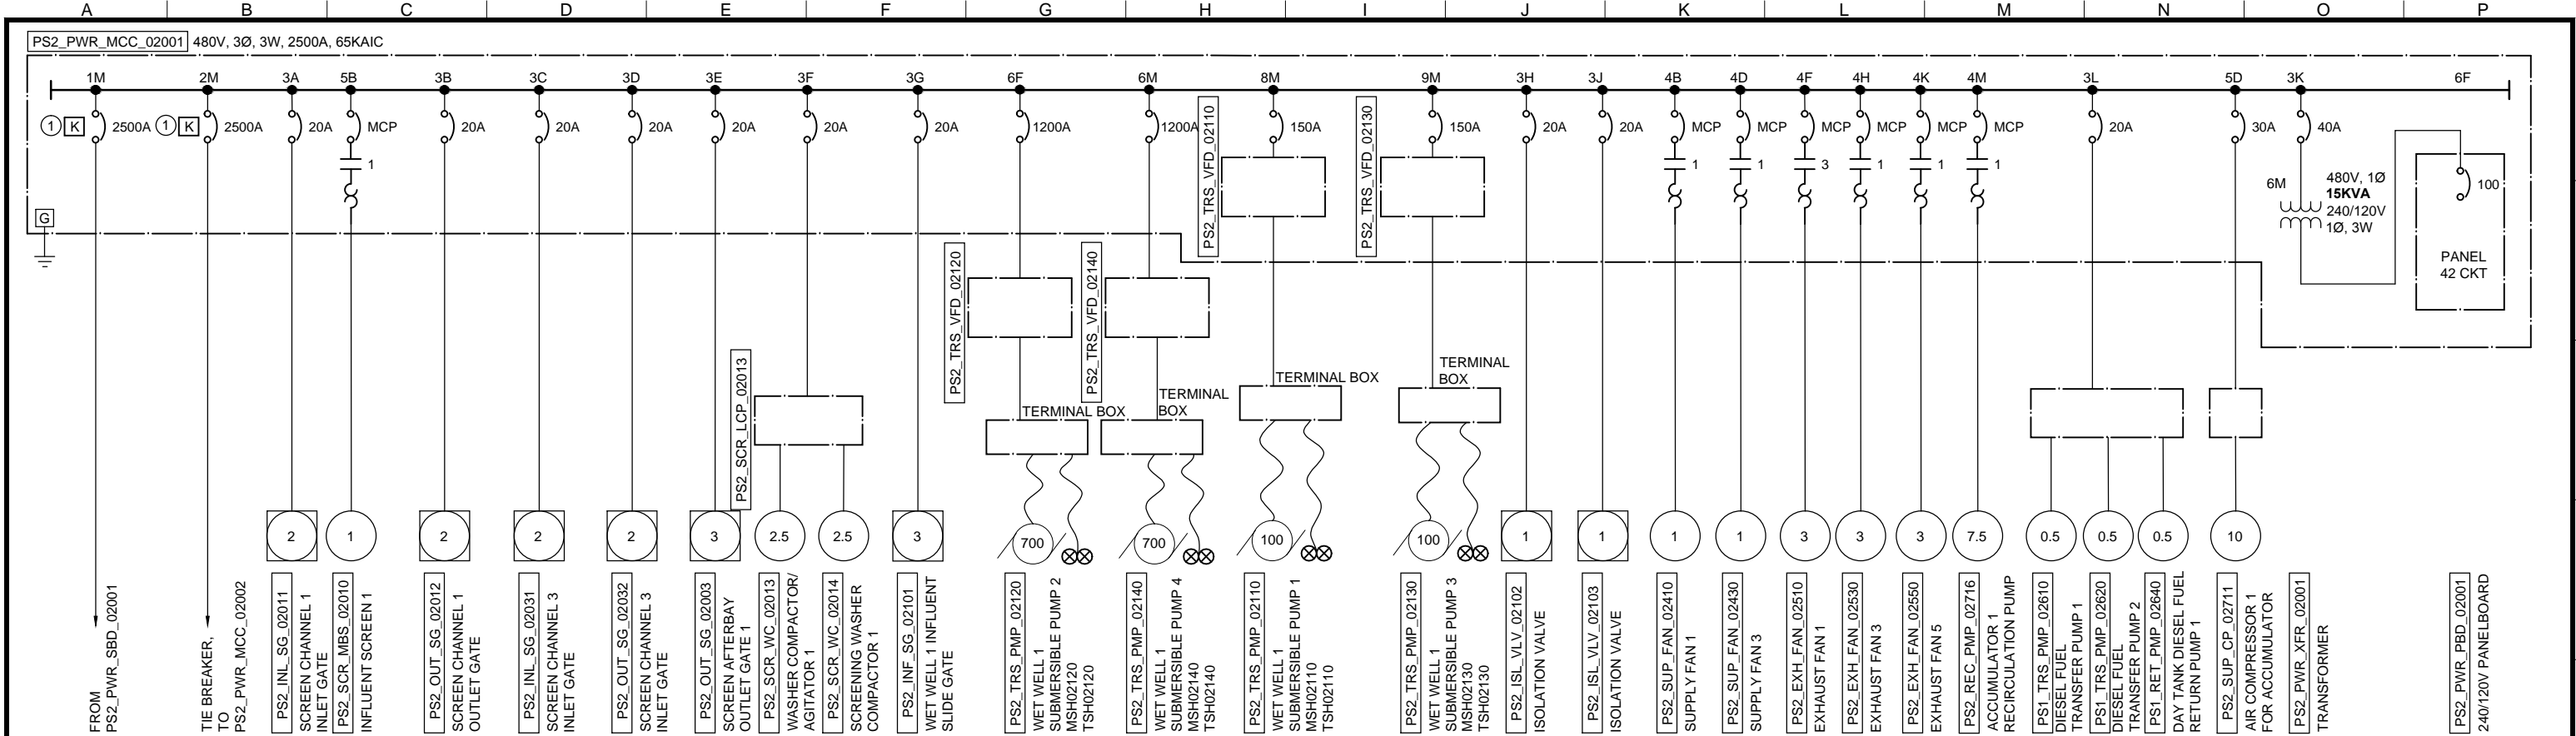 A B C D E F G H I J K L M N O P
PS2_PWR_MCC_02001 480V, 3Ø, 3W, 2500A, 65KAIC
1M 2M 3A 5B 3B 3C 3D 3E 3F 3G 6F 6M 8M 9M 3H 3J 4B 4D 4F 4H 4K 4M 3L 5D 3K 6F
1 K 2500A 1 K 2500A 20A MCP 20A 20A 20A 20A 20A 20A 1200A 1200A 150A 150A 20A 20A MCP MCP MCP MCP MCP MCP 20A 30A 40A
1 1 1 3 1 1 1
PS2_TRS_VFD_02110
PS2_TRS_VFD_02130
6M
480V, 1Ø
15KVA
240/120V
1Ø, 3W
100
PANEL
42 CKT
G
PS2_TRS_VFD_02120
PS2_TRS_VFD_02140
PS2_SCR_LCP_02013
TERMINAL BOX
TERMINAL
BOX
TERMINAL BOX
TERMINAL
BOX
2 1 2 2 2 3 2.5 2.5 3 700 700 100 100 1 1 1 1 3 3 3 7.5 0.5 0.5 0.5 10
FROM
PS2_PWR_SBD_02001
TIE BREAKER,
TO
PS2_PWR_MCC_02002
PS2_INL_SG_02011
SCREEN CHANNEL 1
INLET GATE
PS2_SCR_MBS_02010
INFLUENT SCREEN 1
PS2_OUT_SG_02012
SCREEN CHANNEL 1
OUTLET GATE
PS2_INL_SG_02031
SCREEN CHANNEL 3
INLET GATE
PS2_OUT_SG_02032
SCREEN CHANNEL 3
INLET GATE
PS2_OUT_SG_02003
SCREEN AFTERBAY
OUTLET GATE 1
PS2_SCR_WC_02013
WASHER COMPACTOR/
AGITATOR 1
PS2_SCR_WC_02014
SCREENING WASHER
COMPACTOR 1
PS2_INF_SG_02101
WET WELL 1 INFLUENT
SLIDE GATE
PS2_TRS_PMP_02120
WET WELL 1
SUBMERSIBLE PUMP 2
MSH02120
TSH02120
PS2_TRS_PMP_02140
WET WELL 1
SUBMERSIBLE PUMP 4
MSH02140
TSH02140
PS2_TRS_PMP_02110
WET WELL 1
SUBMERSIBLE PUMP 1
MSH02110
TSH02110
PS2_TRS_PMP_02130
WET WELL 1
SUBMERSIBLE PUMP 3
MSH02130
TSH02130
PS2_ISL_VLV_02102
ISOLATION VALVE
PS2_ISL_VLV_02103
ISOLATION VALVE
PS2_SUP_FAN_02410
SUPPLY FAN 1
PS2_SUP_FAN_02430
SUPPLY FAN 3
PS2_EXH_FAN_02510
EXHAUST FAN 1
PS2_EXH_FAN_02530
EXHAUST FAN 3
PS2_EXH_FAN_02550
EXHAUST FAN 5
PS2_REC_PMP_02716
ACCUMULATOR 1
RECIRCULATION PUMP
PS1_TRS_PMP_02610
DIESEL FUEL
TRANSFER PUMP 1
PS1_TRS_PMP_02620
DIESEL FUEL
TRANSFER PUMP 2
PS1_RET_PMP_02640
DAY TANK DIESEL FUEL
RETURN PUMP 1
PS2_SUP_CP_02711
AIR COMPRESSOR 1
FOR ACCUMULATOR
PS2_PWR_XFR_02001
TRANSFORMER
PS2_PWR_PBD_02001
240/120V PANELBOARD